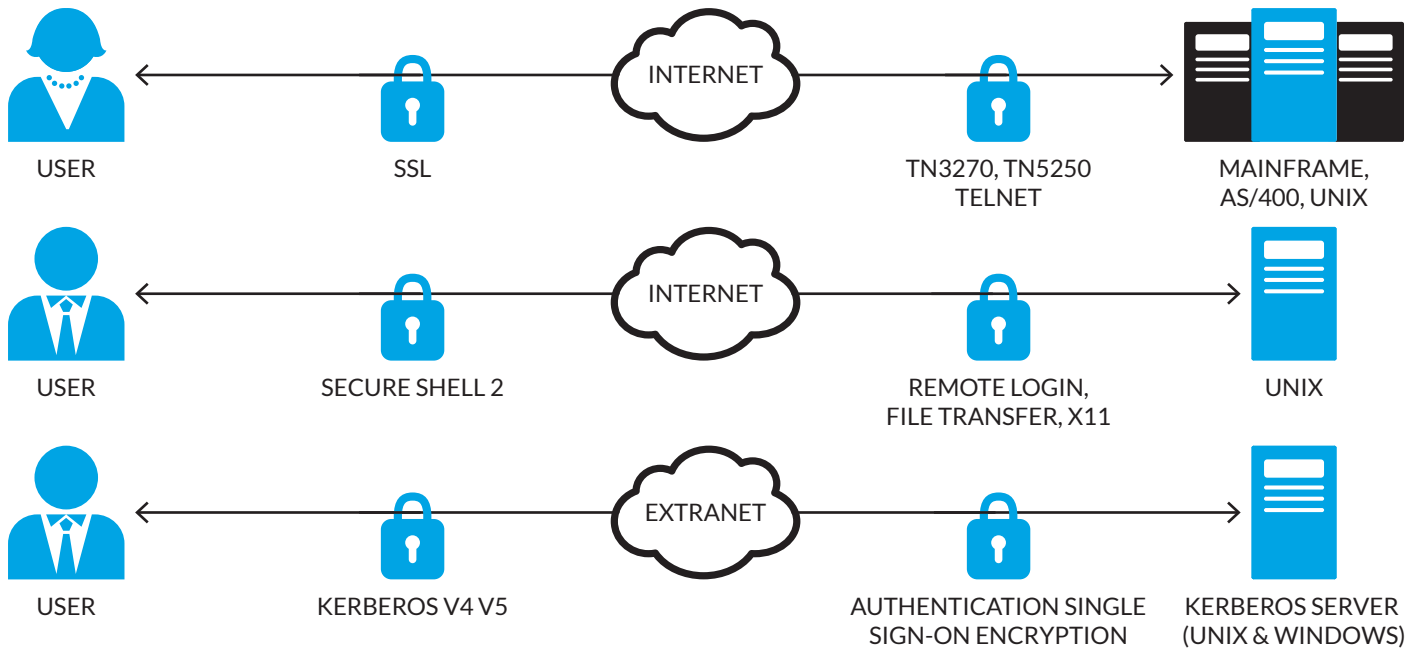 INTERNET
USER
SSL
TN3270, TN5250
TELNET
MAINFRAME,
AS/400, UNIX
INTERNET
USER
SECURE SHELL 2
REMOTE LOGIN,
FILE TRANSFER, X11
UNIX
EXTRANET
USER
KERBEROS V4 V5
AUTHENTICATION SINGLE
SIGN-ON ENCRYPTION
KERBEROS SERVER
(UNIX & WINDOWS)